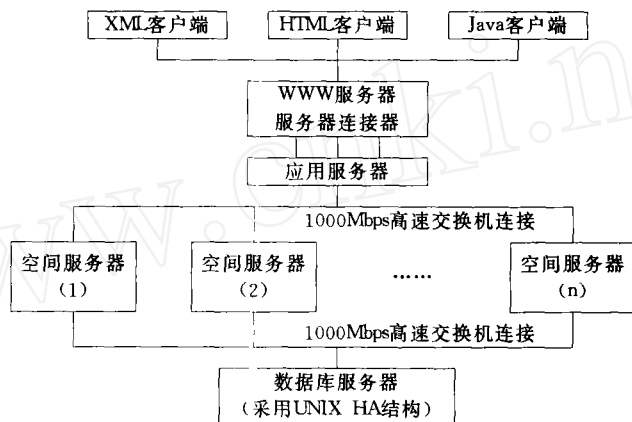 XML客户端 HTML客户端 Java客户端
WWW服务器
服务器连接器
应用服务器
1000Mbps高速交换机连接
空间服务器 空间服务器 空间服务器
(1) (2) …… (n)
1000Mbps高速交换机连接
数据库服务器
(采用UNIX HA结构)
www.cnki.n